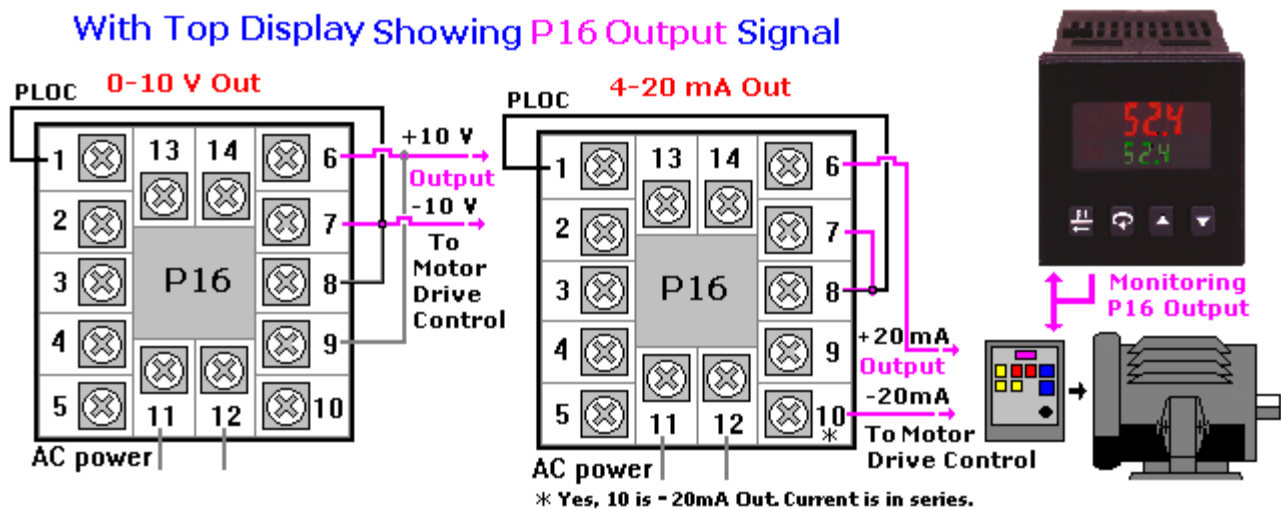 With Top Display Showing P16 Output Signal
PLOC 0-10 V Out
1 13 14 6 +10 V
Output
2 7 -10 V
To
Motor
Drive
Control
3 P16 8
4 9
5 11 12 10
AC power
PLOC 4-20 mA Out
1 13 14 6
2 7
3 P16 8
4 9 +20 mA
Output
5 11 12 10 -20mA
*
To Motor
Drive Control
AC power
* Yes, 10 is - 20mA Out. Current is in series.
52.4
52.4
F1
Monitoring
P16 Output